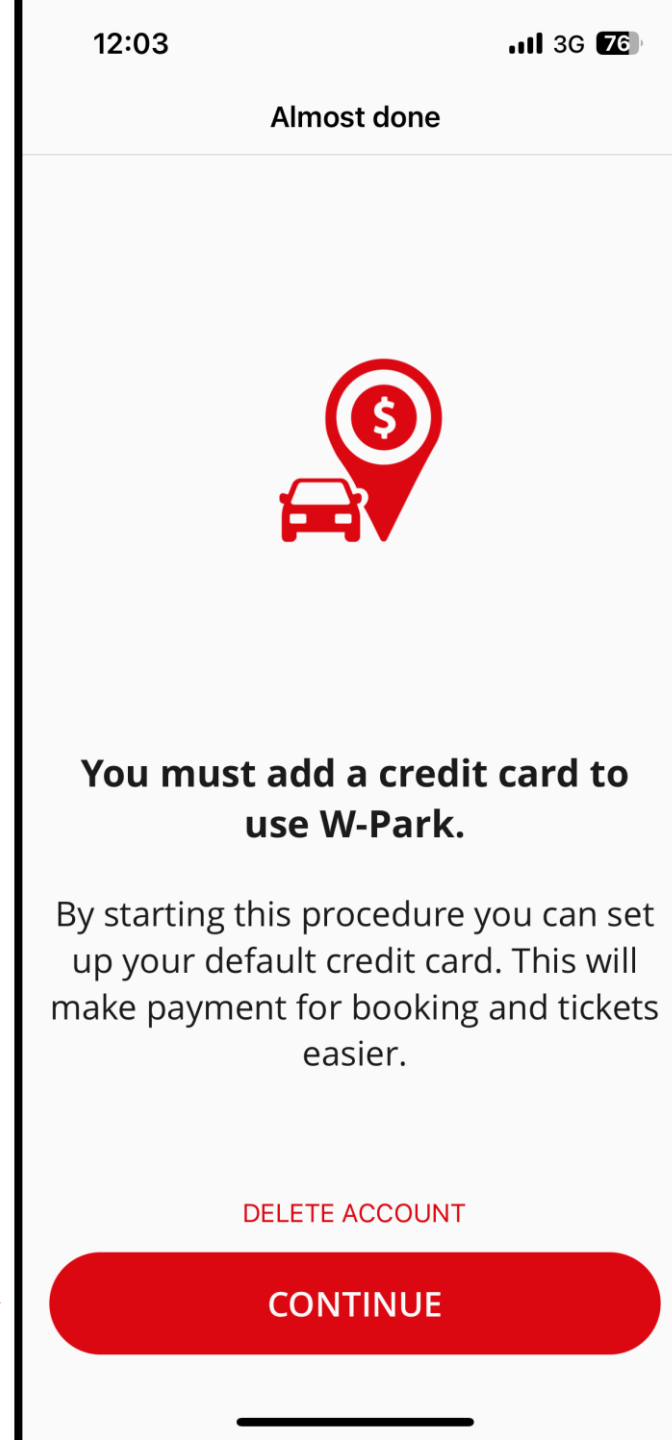 12:03 3G 76
Almost done
$
You must add a credit card to
use W-Park.
By starting this procedure you can set
up your default credit card. This will
make payment for booking and tickets
easier.
DELETE ACCOUNT
CONTINUE